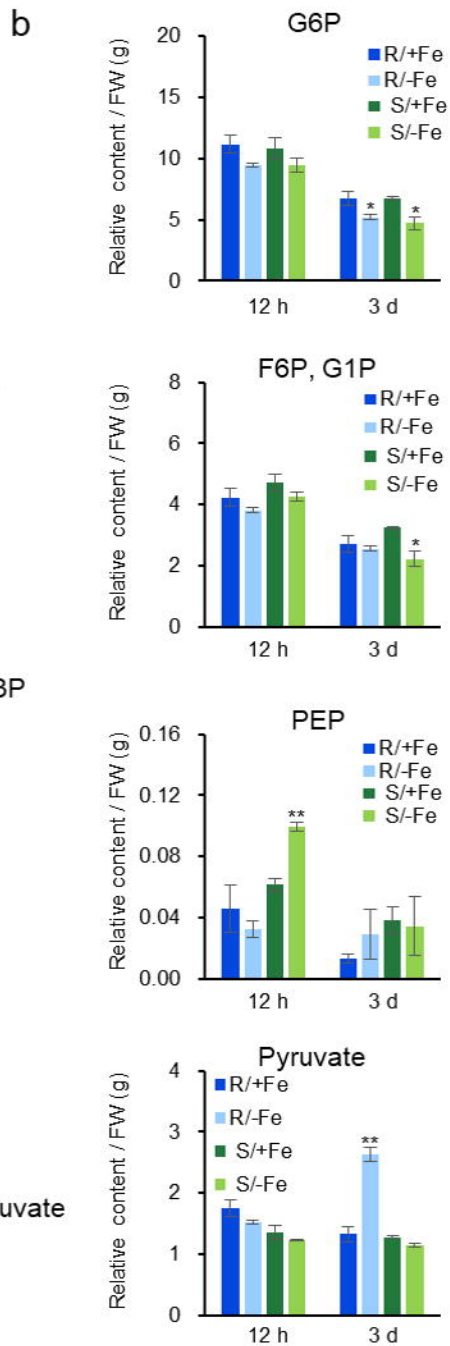 b
G6P
20
15
10
5
0
Relative content / FW (g)
R/+Fe
R/-Fe
S/+Fe
S/-Fe
*
*
12 h
3 d
F6P, G1P
8
6
4
2
0
Relative content / FW (g)
R/+Fe
R/-Fe
S/+Fe
S/-Fe
*
12 h
3 d
3P
PEP
0.16
0.12
0.08
0.04
0.00
Relative content / FW (g)
R/+Fe
R/-Fe
S/+Fe
S/-Fe
**
12 h
3 d
Pyruvate
4
3
2
1
0
Relative content / FW (g)
R/+Fe
R/-Fe
S/+Fe
S/-Fe
**
uvate
12 h
3 d